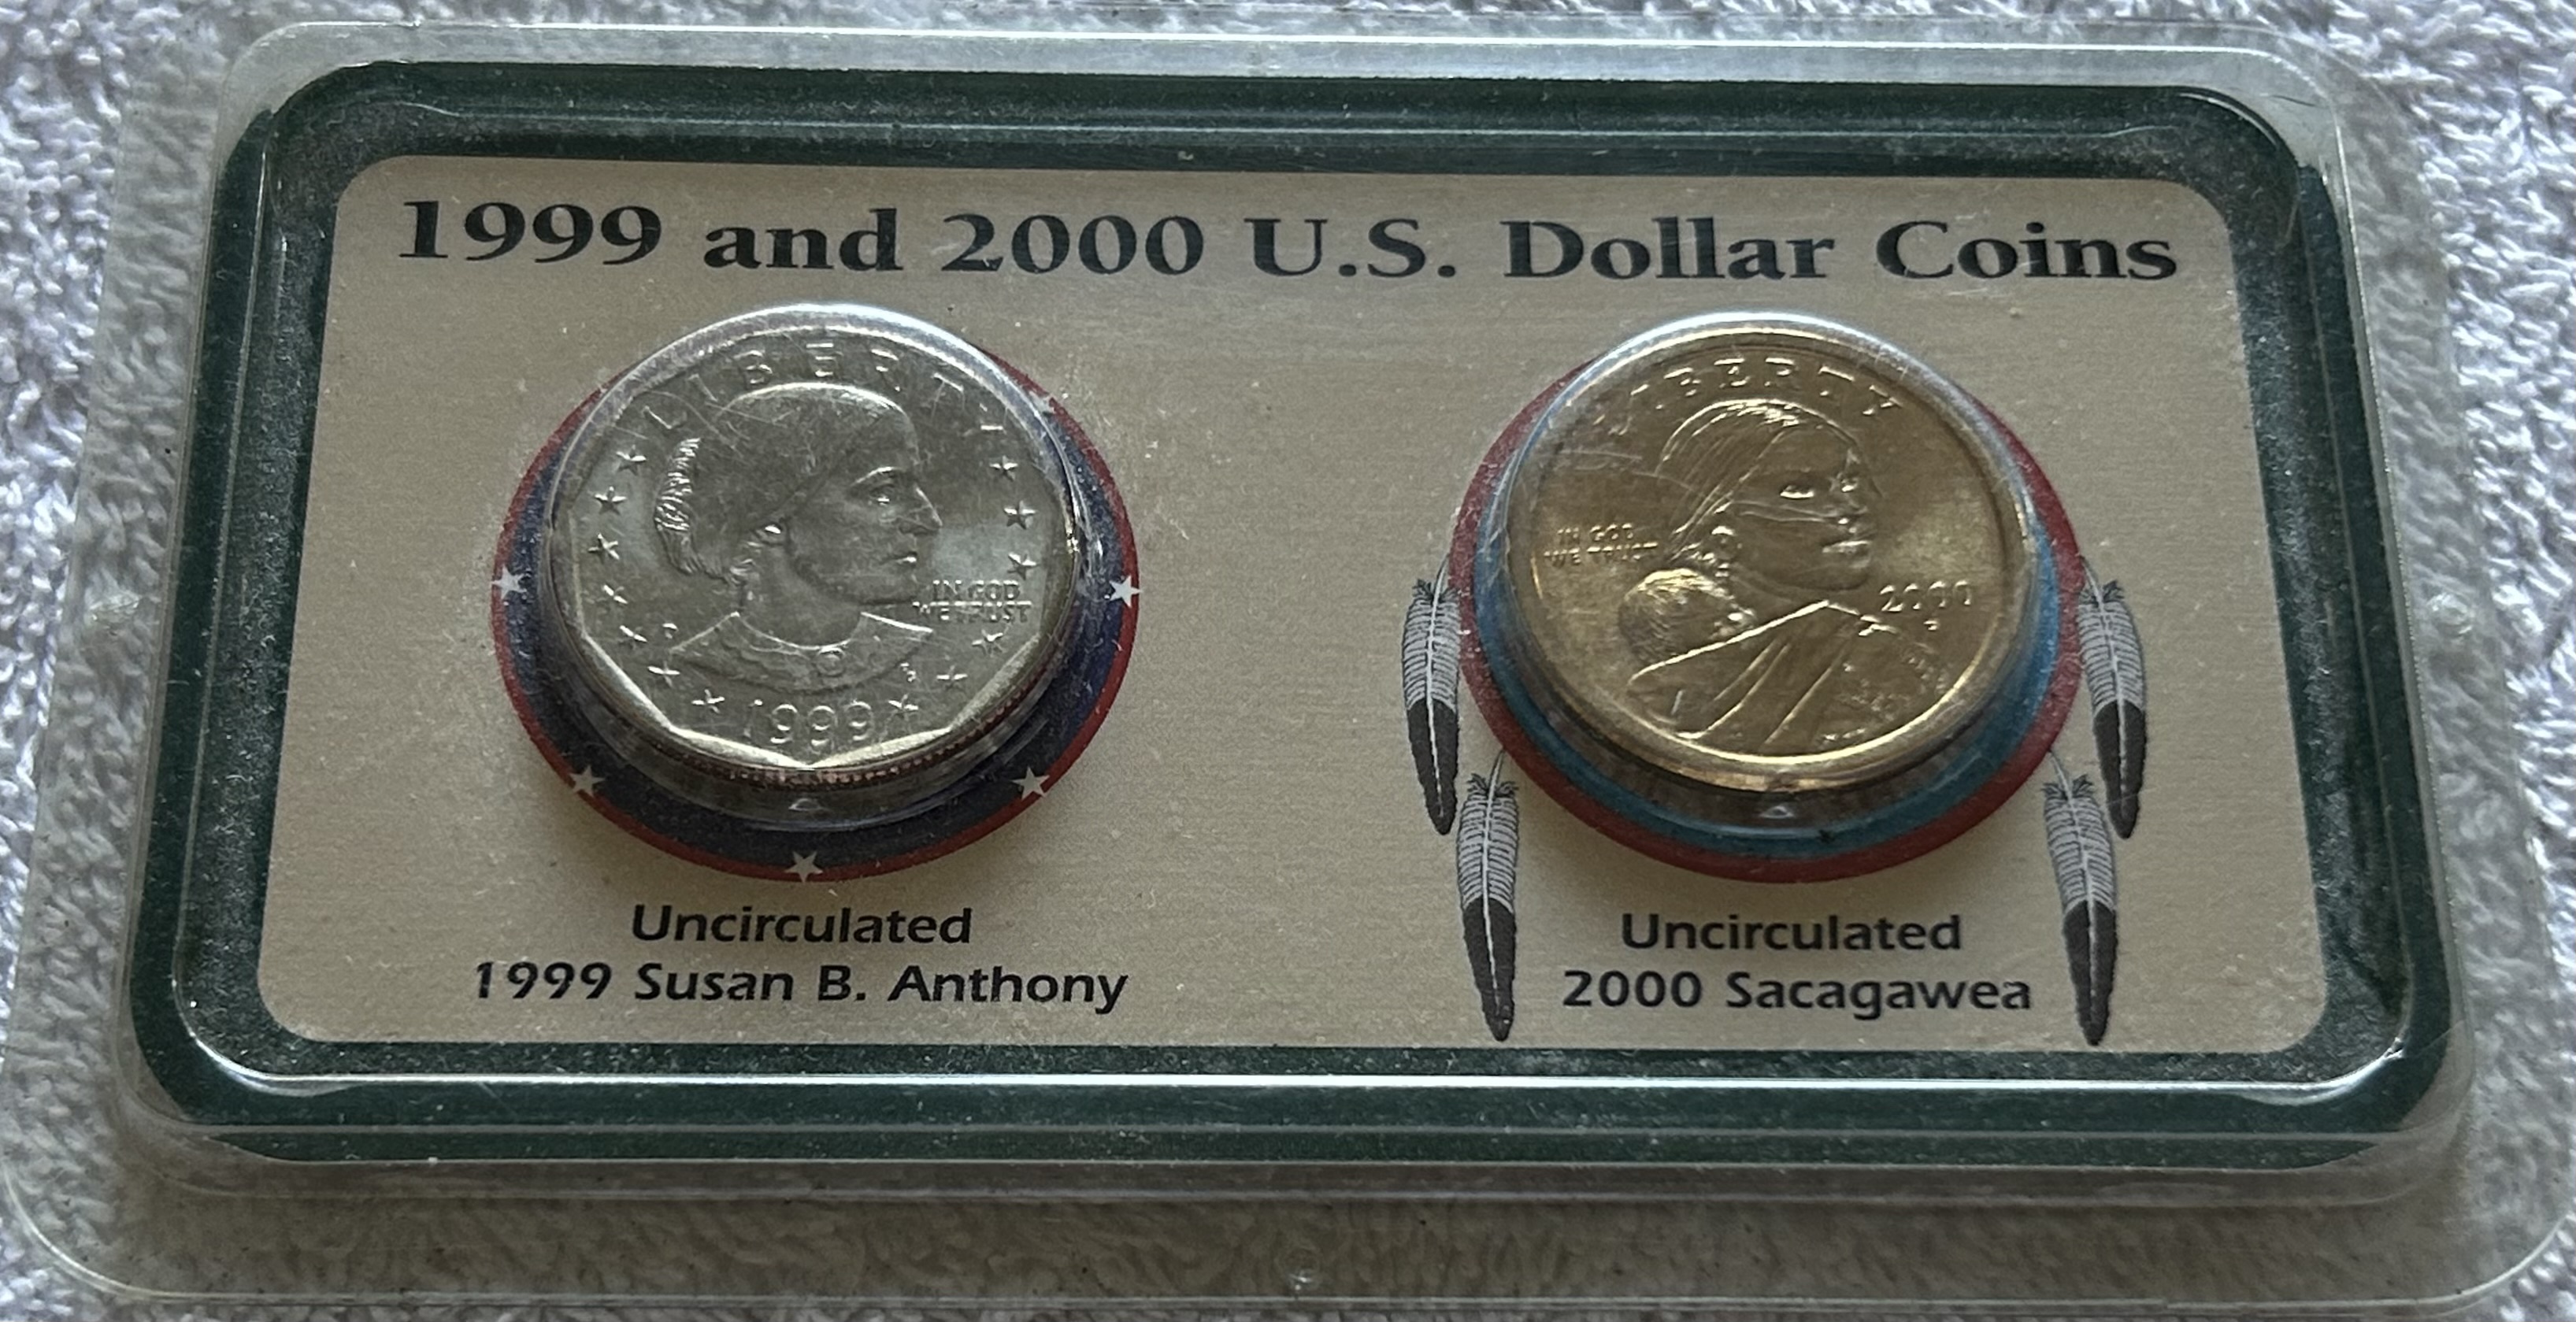 1999 and 2000 U.S. Dollar Coins
LIBERTY
IN GOD
WE TRUST
P
1999
LIBERTY
IN GOD
WE TRUST
2000
Uncirculated
1999 Susan B. Anthony
Uncirculated
2000 Sacagawea